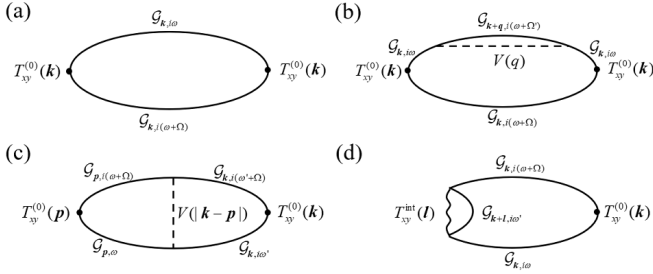 (a)
𝒢_{k,iω}
T_{xy}^{(0)}(k)
T_{xy}^{(0)}(k)
𝒢_{k,i(ω+Ω)}
(b)
𝒢_{k+q,i(ω+Ω')}
𝒢_{k,iω}
𝒢_{k,iω}
V(q)
T_{xy}^{(0)}(k)
T_{xy}^{(0)}(k)
𝒢_{k,i(ω+Ω)}
(c)
𝒢_{p,i(ω+Ω)}
𝒢_{k,i(ω'+Ω)}
T_{xy}^{(0)}(p)
V(|k−p|)
T_{xy}^{(0)}(k)
𝒢_{p,ω}
𝒢_{k,iω'}
(d)
𝒢_{k,i(ω+Ω)}
T_{xy}^{int}(l)
𝒢_{k+l,iω'}
T_{xy}^{(0)}(k)
𝒢_{k,iω}